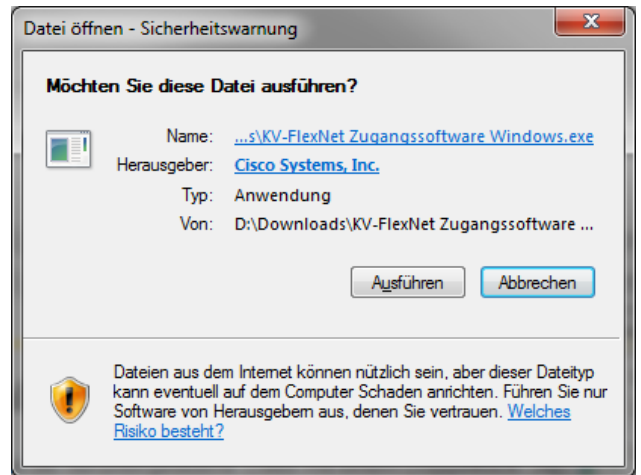 Datei öffnen - Sicherheitswarnung
Möchten Sie diese Datei ausführen?
Name: ...s\KV-FlexNet Zugangssoftware Windows.exe
Herausgeber: Cisco Systems, Inc.
Typ: Anwendung
Von: D:\Downloads\KV-FlexNet Zugangssoftware ...
Ausführen Abbrechen
Dateien aus dem Internet können nützlich sein, aber dieser Dateityp
kann eventuell auf dem Computer Schaden anrichten. Führen Sie nur
Software von Herausgebern aus, denen Sie vertrauen. Welches
Risiko besteht?